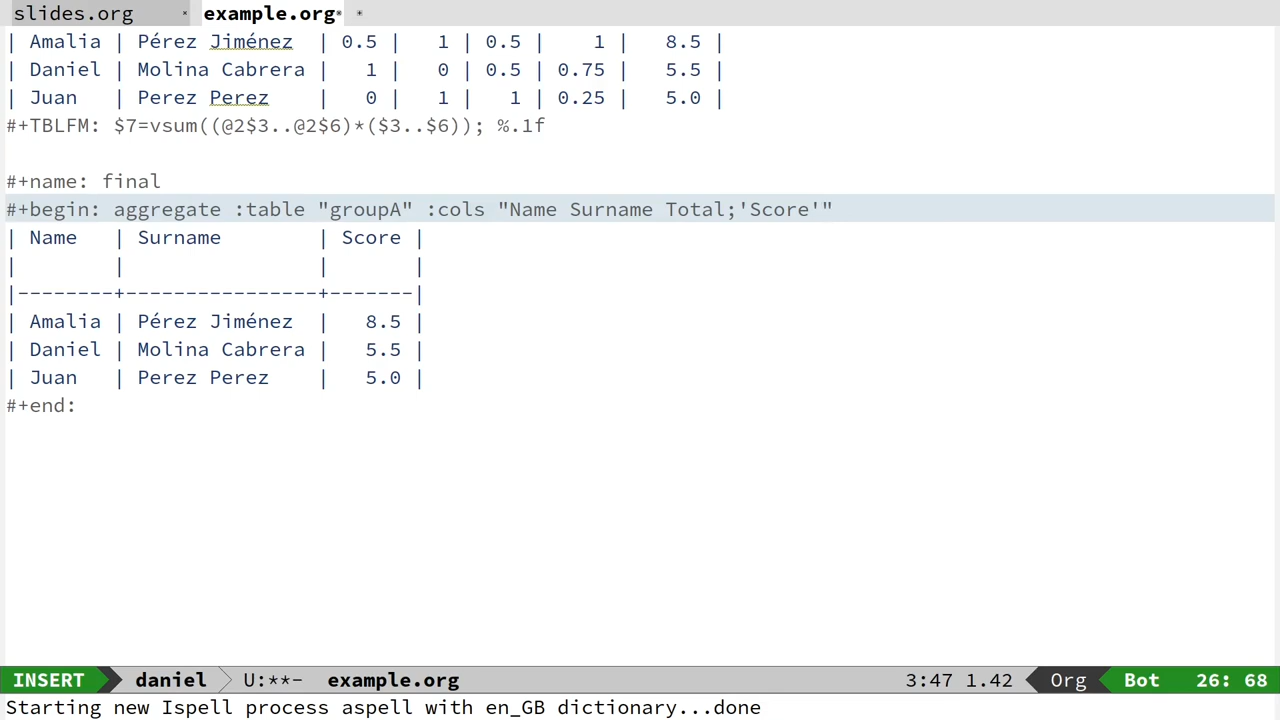 slides.org * example.org* *
| Amalia | Pérez Jiménez | 0.5 | 1 | 0.5 | 1 | 8.5 |
| Daniel | Molina Cabrera | 1 | 0 | 0.5 | 0.75 | 5.5 |
| Juan | Perez Perez | 0 | 1 | 1 | 0.25 | 5.0 |
#+TBLFM: $7=vsum((@2$3..@2$6)*($3..$6)); %.1f
#+name: final
#+begin: aggregate :table "groupA" :cols "Name Surname Total;'Score'"
| Name | Surname | Score |
| | | |
|--------+----------------+-------|
| Amalia | Pérez Jiménez | 8.5 |
| Daniel | Molina Cabrera | 5.5 |
| Juan | Perez Perez | 5.0 |
#+end:
INSERT daniel U:**- example.org 3:47 1.42 Org Bot 26: 68
Starting new Ispell process aspell with en_GB dictionary...done